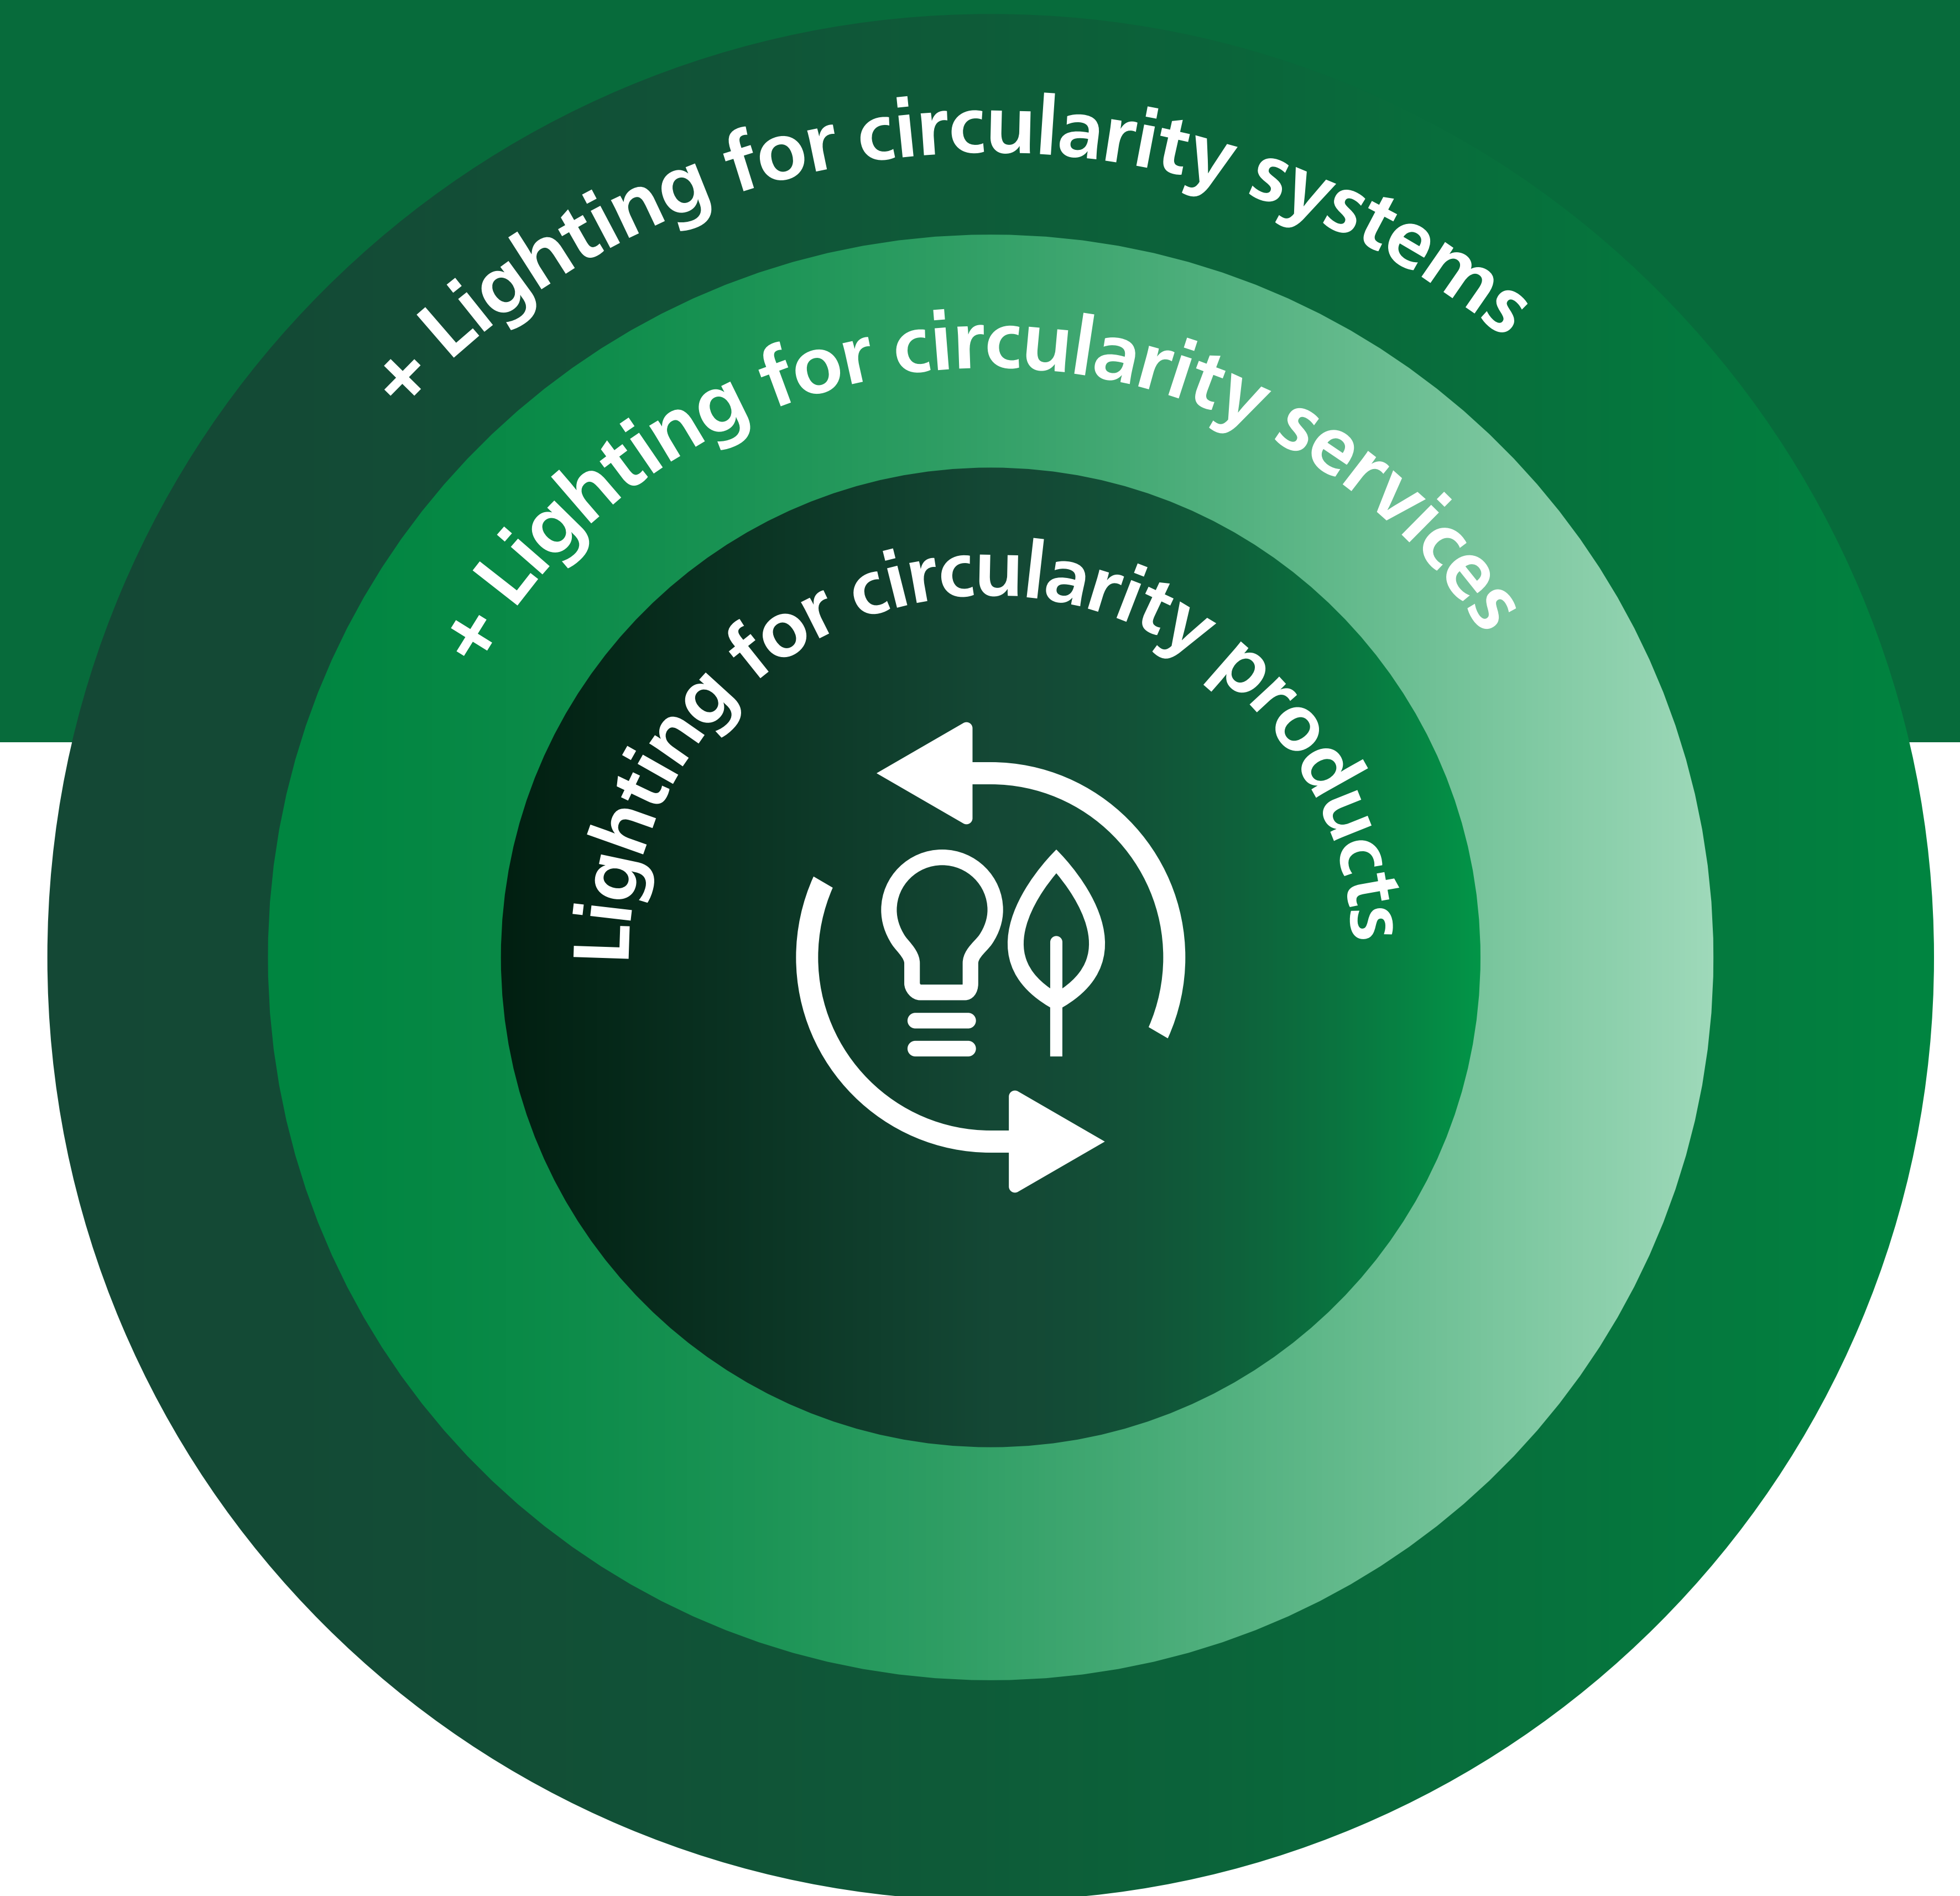 + Lighting for circularity systems
+ Lighting for circularity services
Lighting for circularity products